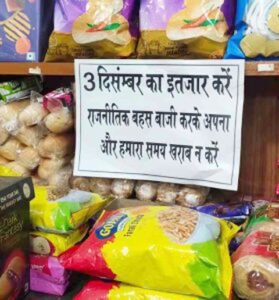 3 दिसंम्बर का इतजार करें
राजनीतिक बहस बाजी करके अपना
और हमारा समय खराब न करें